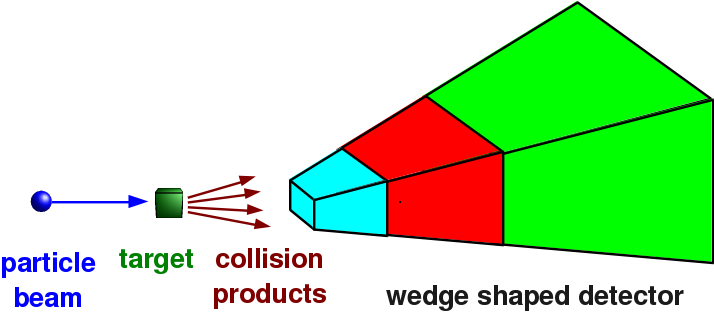 particle
beam
target
collision
products
wedge shaped detector